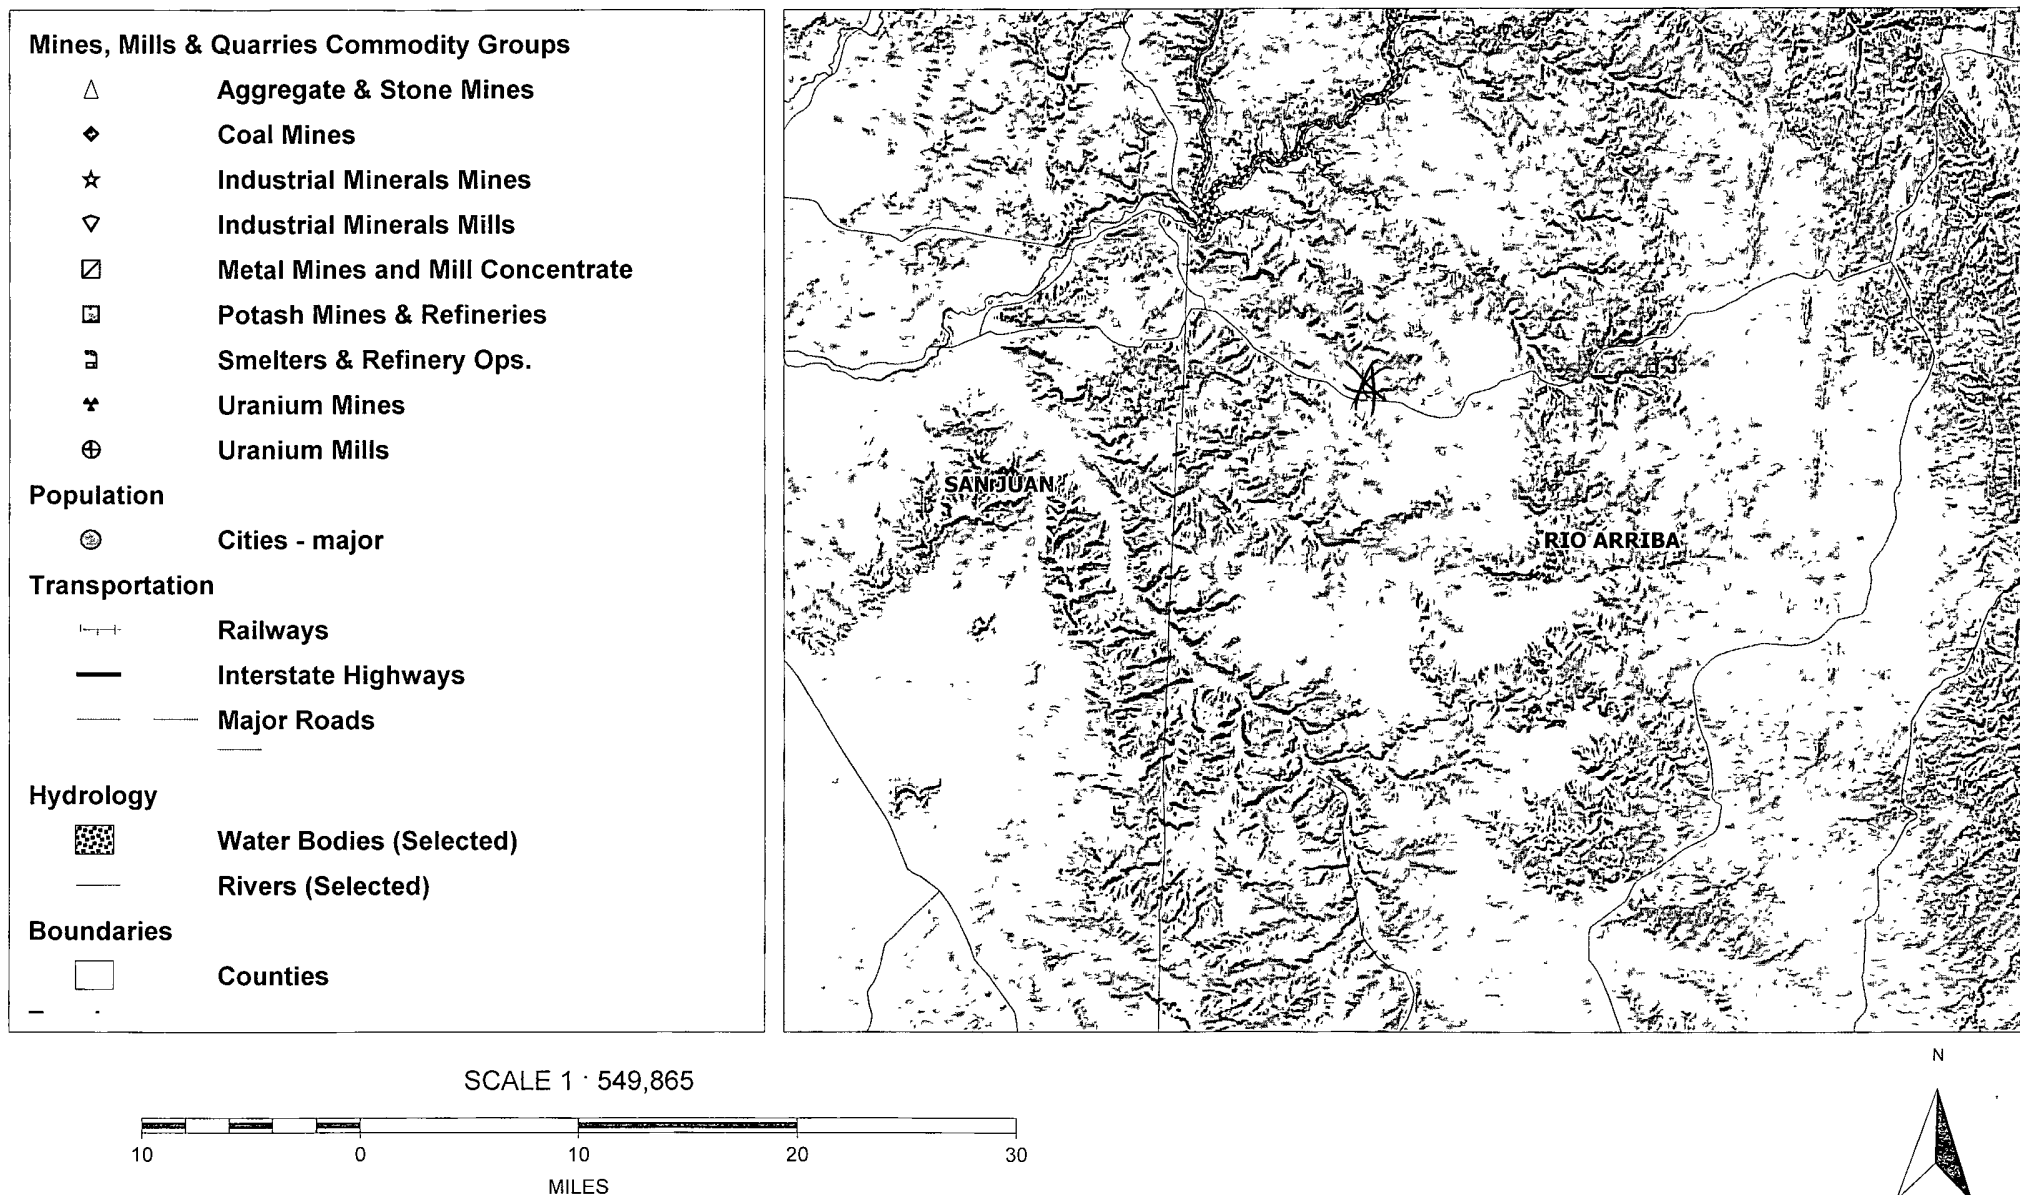 Mines, Mills & Quarries Commodity Groups
Aggregate & Stone Mines
Coal Mines
Industrial Minerals Mines
Industrial Minerals Mills
Metal Mines and Mill Concentrate
Potash Mines & Refineries
Smelters & Refinery Ops.
Uranium Mines
Uranium Mills
Population
Cities - major
Transportation
Railways
Interstate Highways
Major Roads
Hydrology
Water Bodies (Selected)
Rivers (Selected)
Boundaries
Counties
SAN JUAN
RIO ARRIBA
SCALE 1 : 549,865
10 0 10 20 30
MILES
N